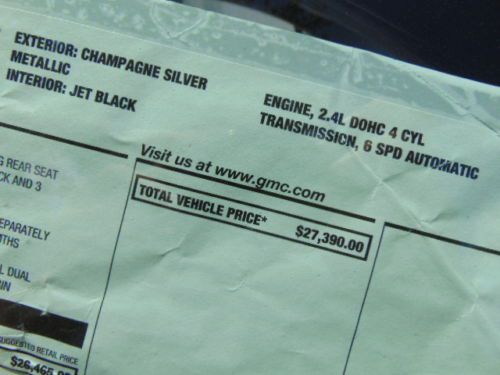 EXTERIOR: CHAMPAGNE SILVER
METALLIC
INTERIOR: JET BLACK
ENGINE, 2.4L DOHC 4 CYL
TRANSMISSION, 6 SPD AUTOMATIC
REAR SEAT
CK AND 3
EPARATELY
THS
L DUAL
IN
SUGGESTED RETAIL PRICE
Visit us at www.gmc.com
TOTAL VEHICLE PRICE* $27,390.00